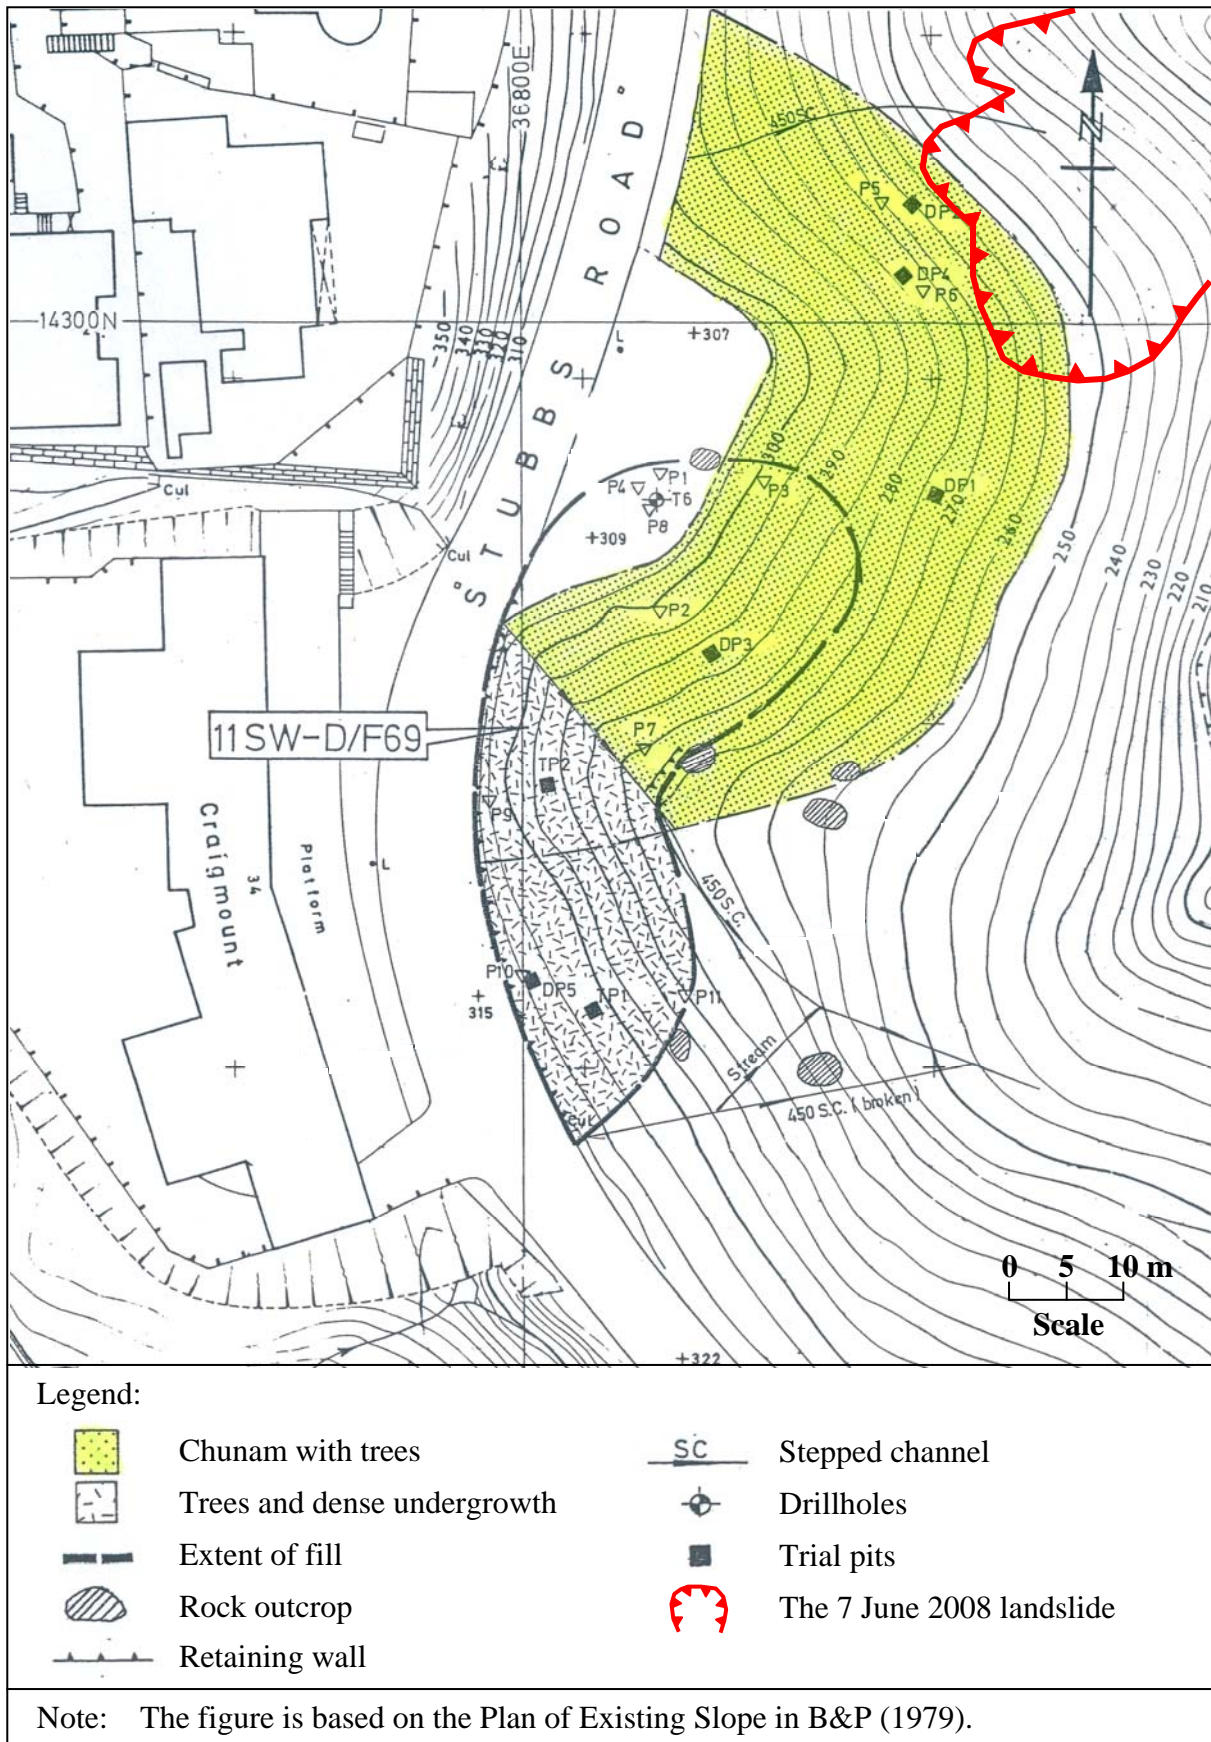 36800E
STUBBS ROAD
450SC
N
P5
DP2
DP4
P6
14300N
350
340
330
320
310
L
+307
300
290
280
270
260
250
240
230
220
210
P1
P4
T6
P8
P3
DP1
Cul
+309
Cul
P2
DP3
11SW-D/F69
P7
TP2
P9
Craigmount
34
Platform
L
450S.C.
P10
DP5
TP1
P11
315
Stream
450 S.C. (broken)
Cul
0 5 10 m
Scale
+322
Legend:
Chunam with trees
SC Stepped channel
Trees and dense undergrowth
Drillholes
Extent of fill
Trial pits
Rock outcrop
The 7 June 2008 landslide
Retaining wall
Note: The figure is based on the Plan of Existing Slope in B&P (1979).